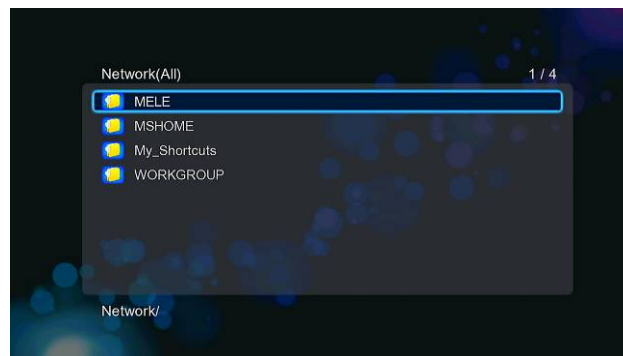 Network(All) 1 / 4
MELE
MSHOME
My_Shortcuts
WORKGROUP
Network/